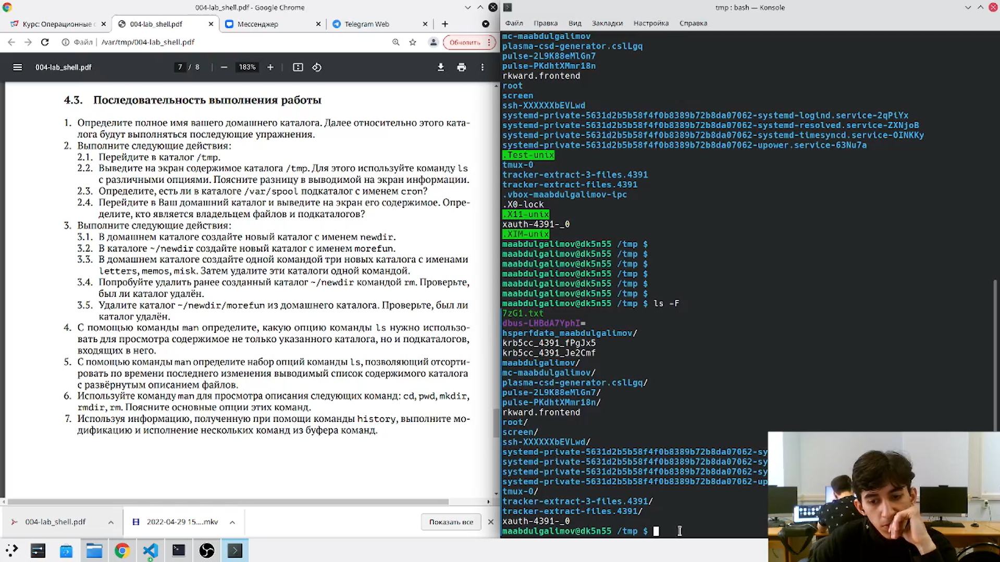 004-lab_shell.pdf - Google Chrome
Курс: Операционные с
004-lab_shell.pdf
Мессенджер
Telegram Web
Файл
/var/tmp/004-lab_shell.pdf
Обновить
004-lab_shell.pdf
7 / 8
183%
4.3. Последовательность выполнения работы
1. Определите полное имя вашего домашнего каталога. Далее относительно этого ката-
лога будут выполняться последующие упражнения.
2. Выполните следующие действия:
2.1. Перейдите в каталог /tmp.
2.2. Выведите на экран содержимое каталога /tmp. Для этого используйте команду ls
с различными опциями. Поясните разницу в выводимой на экран информации.
2.3. Определите, есть ли в каталоге /var/spool подкаталог с именем cron?
2.4. Перейдите в Ваш домашний каталог и выведите на экран его содержимое. Опре-
делите, кто является владельцем файлов и подкаталогов?
3. Выполните следующие действия:
3.1. В домашнем каталоге создайте новый каталог с именем newdir.
3.2. В каталоге ~/newdir создайте новый каталог с именем morefun.
3.3. В домашнем каталоге создайте одной командой три новых каталога с именами
letters, memos, misk. Затем удалите эти каталоги одной командой.
3.4. Попробуйте удалить ранее созданный каталог ~/newdir командой rm. Проверьте,
был ли каталог удалён.
3.5. Удалите каталог ~/newdir/morefun из домашнего каталога. Проверьте, был ли
каталог удалён.
4. С помощью команды man определите, какую опцию команды ls нужно использо-
вать для просмотра содержимое не только указанного каталога, но и подкаталогов,
входящих в него.
5. С помощью команды man определите набор опций команды ls, позволяющий отсорти-
ровать по времени последнего изменения выводимый список содержимого каталога
с развёрнутым описанием файлов.
6. Используйте команду man для просмотра описания следующих команд: cd, pwd, mkdir,
rmdir, rm. Поясните основные опции этих команд.
7. Используя информацию, полученную при помощи команды history, выполните мо-
дификацию и исполнение нескольких команд из буфера команд.
004-lab_shell.pdf
2022-04-29 15....mkv
Показать все
tmp : bash — Konsole
Файл
Правка
Вид
Закладки
Настройка
Справка
mc-maabdulgalimov
plasma-csd-generator.cslLgq
pulse-2L9K88eMlGn7
pulse-PKdhtXMmr18n
rkward.frontend
root
screen
ssh-XXXXXXbEVLwd
systemd-private-5631d2b5b58f4f0b8389b72b8da07062-systemd-logind.service-2qPiYx
systemd-private-5631d2b5b58f4f0b8389b72b8da07062-systemd-resolved.service-ZXNjoB
systemd-private-5631d2b5b58f4f0b8389b72b8da07062-systemd-timesyncd.service-OINKKy
systemd-private-5631d2b5b58f4f0b8389b72b8da07062-upower.service-63Nu7a
.Test-unix
tmux-0
tracker-extract-3-files.4391
tracker-extract-files.4391
.vbox-maabdulgalimov-ipc
.X0-lock
.X11-unix
xauth-4391-_0
.XIM-unix
maabdulgalimov@dk5n55 /tmp $
maabdulgalimov@dk5n55 /tmp $
maabdulgalimov@dk5n55 /tmp $
maabdulgalimov@dk5n55 /tmp $
maabdulgalimov@dk5n55 /tmp $
maabdulgalimov@dk5n55 /tmp $
maabdulgalimov@dk5n55 /tmp $ ls -F
7zG1.txt
dbus-LHBdA7YphI=
hsperfdata_maabdulgalimov/
krb5cc_4391_fPgJx5
krb5cc_4391_Je2Cmf
maabdulgalimov/
mc-maabdulgalimov/
plasma-csd-generator.cslLgq/
pulse-2L9K88eMlGn7/
pulse-PKdhtXMmr18n/
rkward.frontend
root/
screen/
ssh-XXXXXXbEVLwd/
systemd-private-5631d2b5b58f4f0b8389b72b8da07062-sy
systemd-private-5631d2b5b58f4f0b8389b72b8da07062-sy
systemd-private-5631d2b5b58f4f0b8389b72b8da07062-sy
systemd-private-5631d2b5b58f4f0b8389b72b8da07062-up
tmux-0/
tracker-extract-3-files.4391/
tracker-extract-files.4391/
xauth-4391-_0
maabdulgalimov@dk5n55 /tmp $